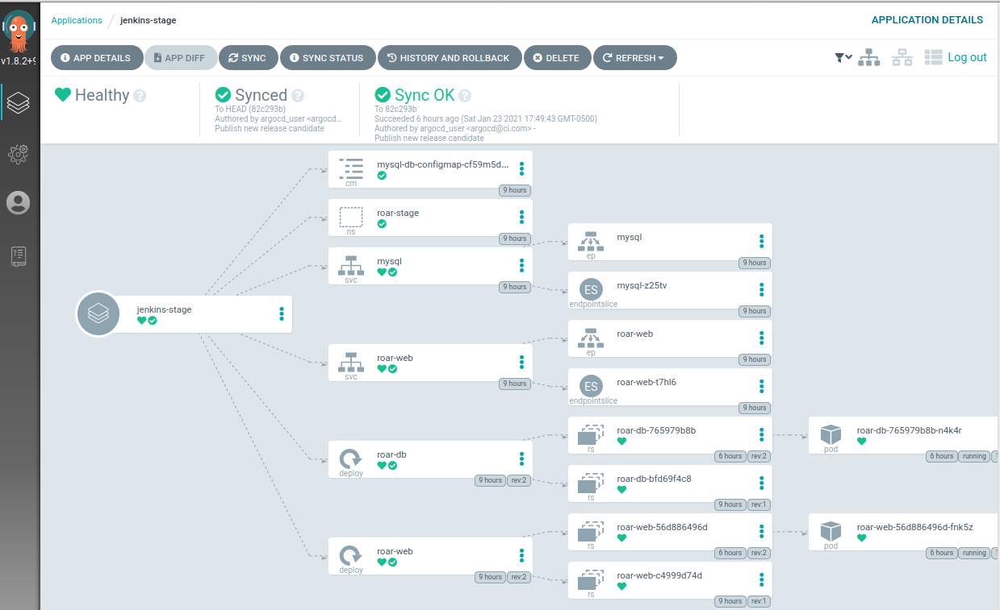 Applications / jenkins-stage
APPLICATION DETAILS
v1.8.2+9
APP DETAILS
APP DIFF
SYNC
SYNC STATUS
HISTORY AND ROLLBACK
DELETE
REFRESH
Log out
Healthy
Synced
To HEAD (82c293b)
Authored by argocd_user <argocd...
Publish new release candidate
Sync OK
To 82c293b
Succeeded 6 hours ago (Sat Jan 23 2021 17:49:43 GMT-0500)
Authored by argocd_user <argocd@ci.com> -
Publish new release candidate
jenkins-stage
mysql-db-configmap-cf59m5d...
cm
9 hours
roar-stage
ns
9 hours
mysql
svc
9 hours
roar-web
svc
9 hours
roar-db
deploy
9 hours
rev:2
roar-web
deploy
9 hours
rev:2
mysql
ep
9 hours
ES
mysql-z25tv
endpointslice
9 hours
roar-web
ep
9 hours
ES
roar-web-t7hl6
endpointslice
9 hours
roar-db-765979b8b
rs
6 hours
rev:2
roar-db-bfd69f4c8
rs
9 hours
rev:1
roar-web-56d886496d
rs
6 hours
rev:2
roar-web-c4999d74d
rs
9 hours
rev:1
roar-db-765979b8b-n4k4r
pod
6 hours
running
roar-web-56d886496d-fnk5z
pod
6 hours
running